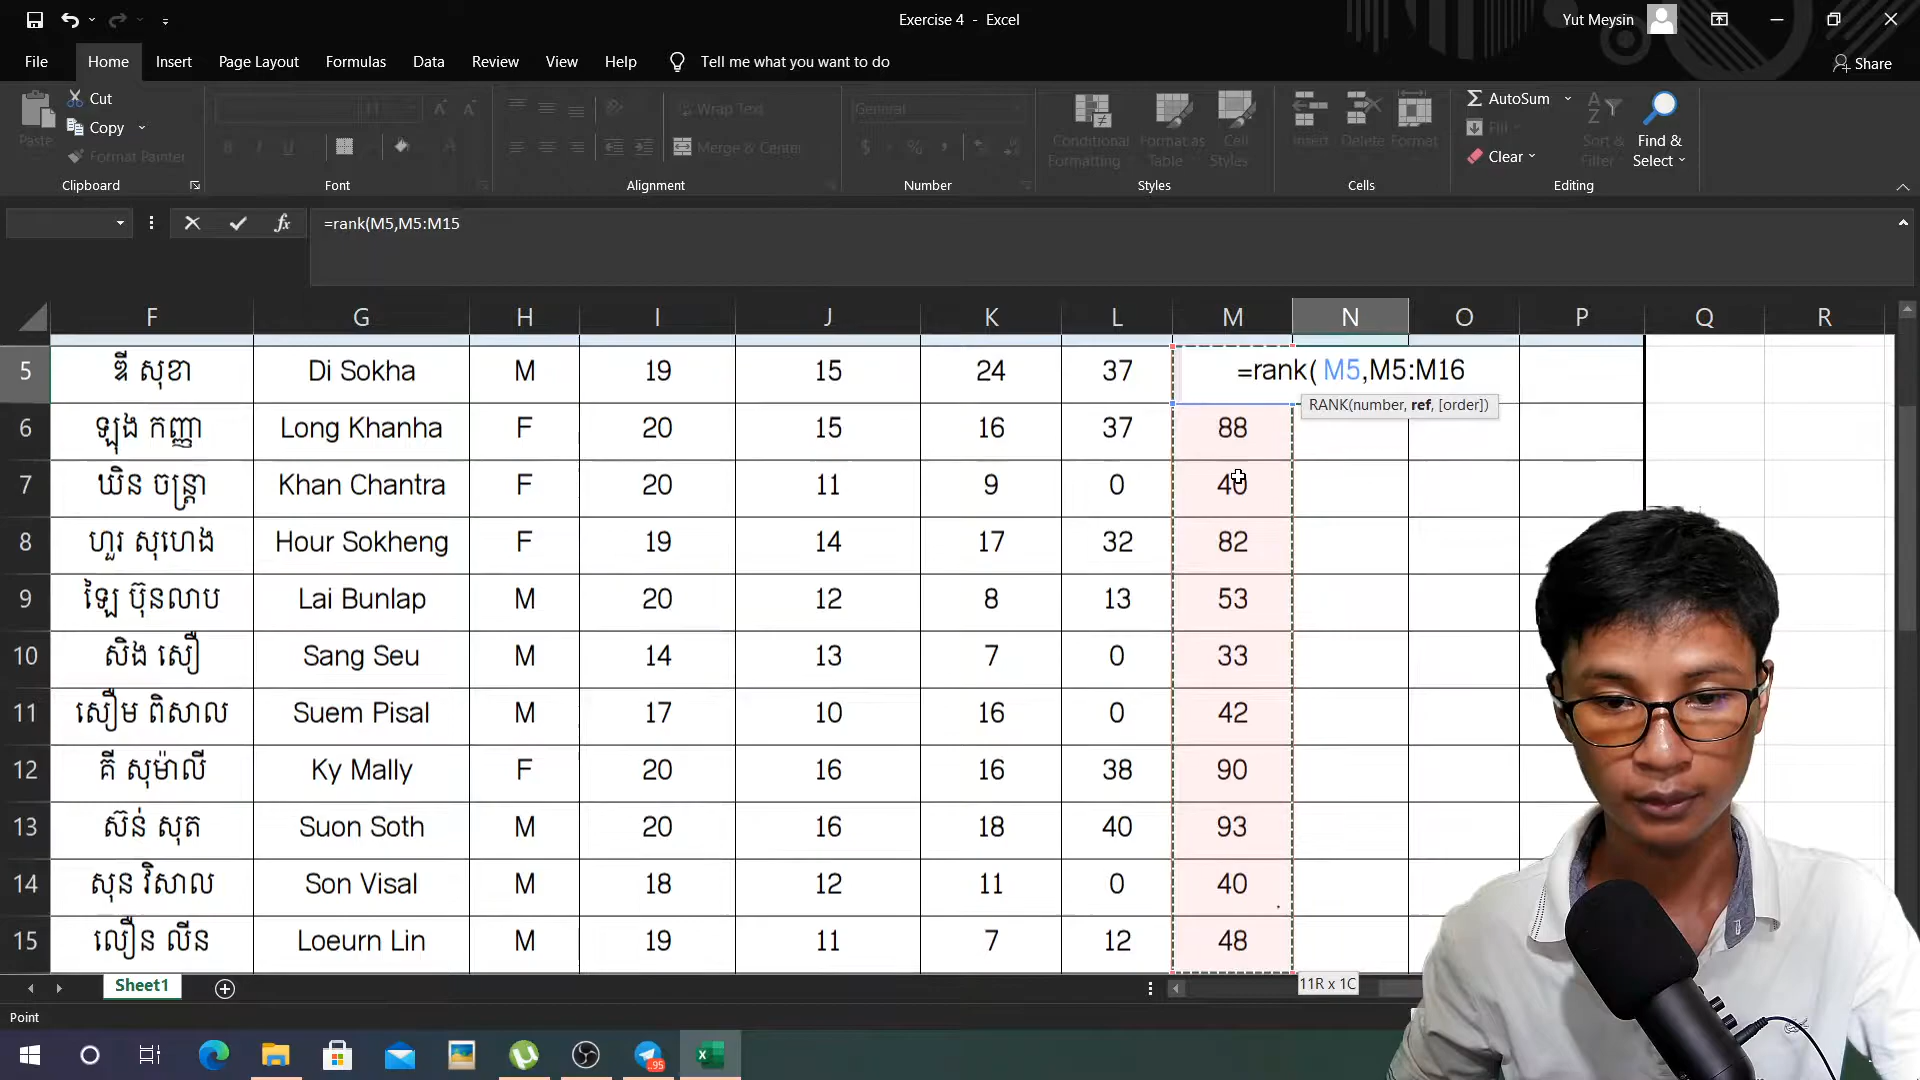 Exercise 4 - Excel
Yut Meysin
File Home Insert Page Layout Formulas Data Review View Help Tell me what you want to do Share
Cut
Copy
Format Painter
Paste
Wrap Text
Merge & Center
General
Conditional Formatting
Format as Table
Cell Styles
Insert
Delete
Format
AutoSum
Fill
Clear
Sort & Filter
Find & Select
Clipboard Font Alignment Number Styles Cells Editing
=rank(M5,M5:M15
F G H I J K L M N O P Q R
5 ឌី សុខា Di Sokha M 19 15 24 37 =rank( M5,M5:M16
RANK(number, ref, [order])
6 ឡុង កញ្ញា Long Khanha F 20 15 16 37 88
7 ឃិន ចន្ត្រា Khan Chantra F 20 11 9 0 40
8 ហួរ សុហេង Hour Sokheng F 19 14 17 32 82
9 ឡៃ ប៊ុនលាប Lai Bunlap M 20 12 8 13 53
10 សិង សឿ Sang Seu M 14 13 7 0 33
11 សឿម ពិសាល Suem Pisal M 17 10 16 0 42
12 គី សុម៉ាលី Ky Mally F 20 16 16 38 90
13 ស៊ន់ សុត Suon Soth M 20 16 18 40 93
14 សុន វិសាល Son Visal M 18 12 11 0 40
15 លឿន លីន Loeurn Lin M 19 11 7 12 48
Sheet1
11R x 1C
Point
95